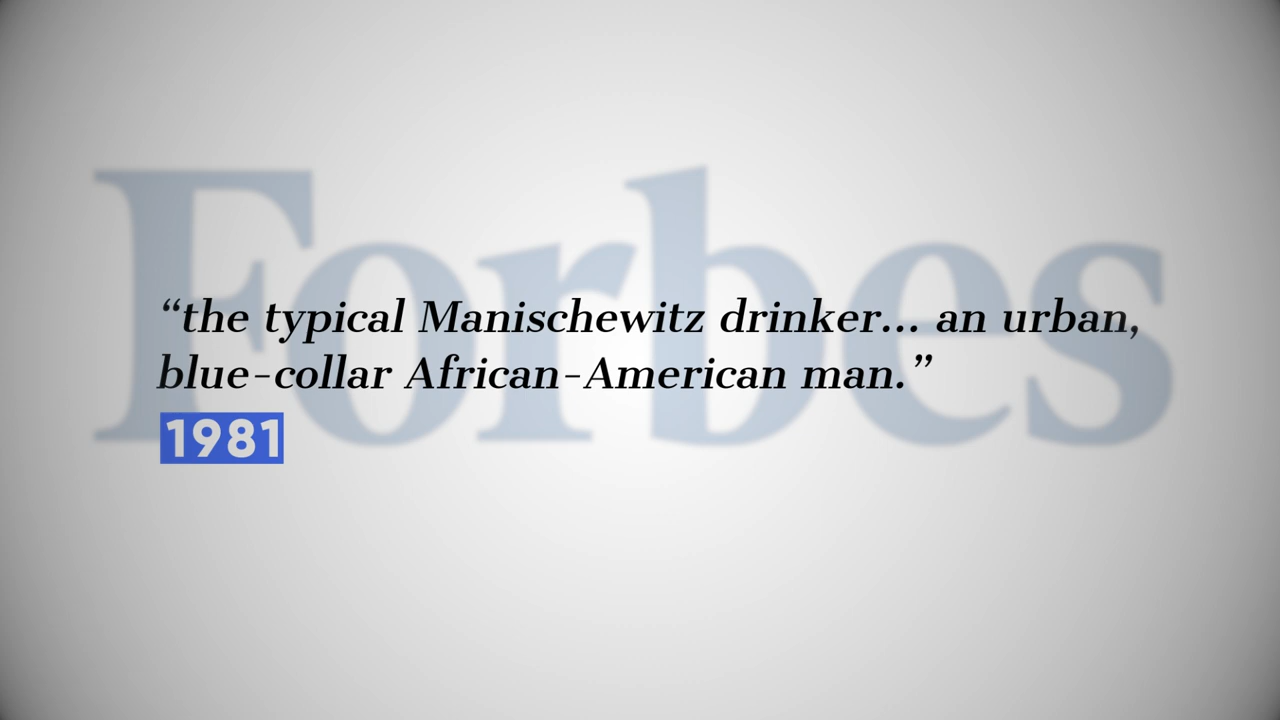 Forbes
“the typical Manischewitz drinker... an urban,
blue-collar African-American man.”
1981